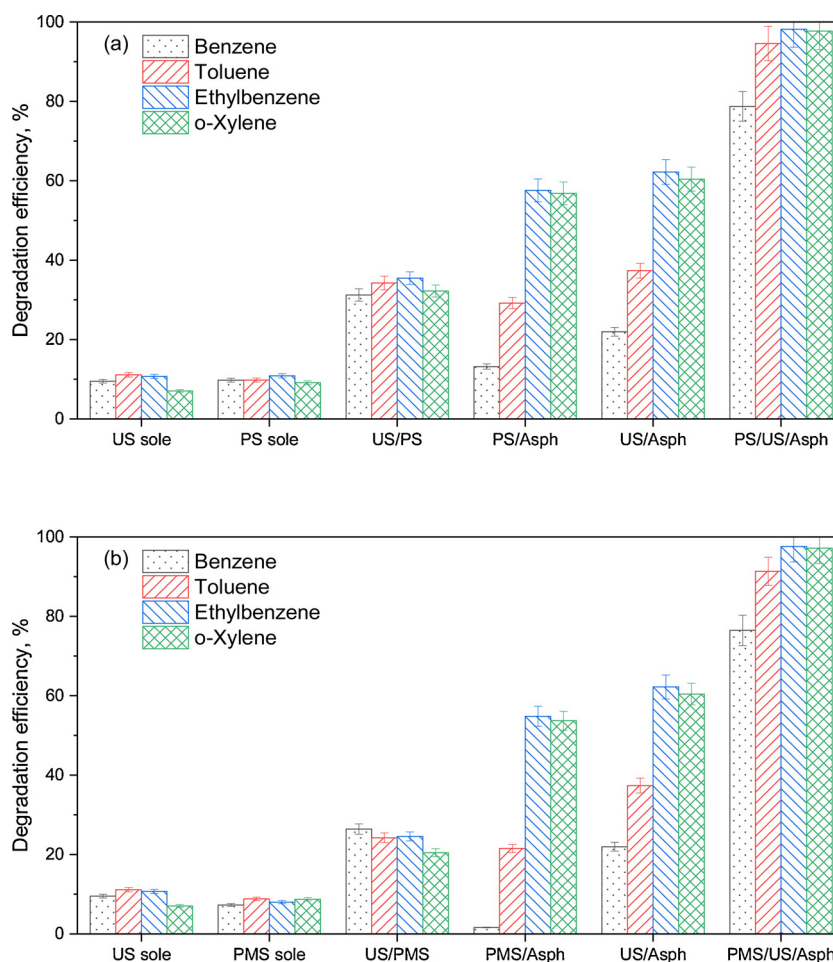 (a)
Benzene
Toluene
Ethylbenzene
o-Xylene
Degradation efficiency, %
100
80
60
40
20
0
US sole PS sole US/PS PS/Asph US/Asph PS/US/Asph
(b)
Benzene
Toluene
Ethylbenzene
o-Xylene
Degradation efficiency, %
100
80
60
40
20
0
US sole PMS sole US/PMS PMS/Asph US/Asph PMS/US/Asph